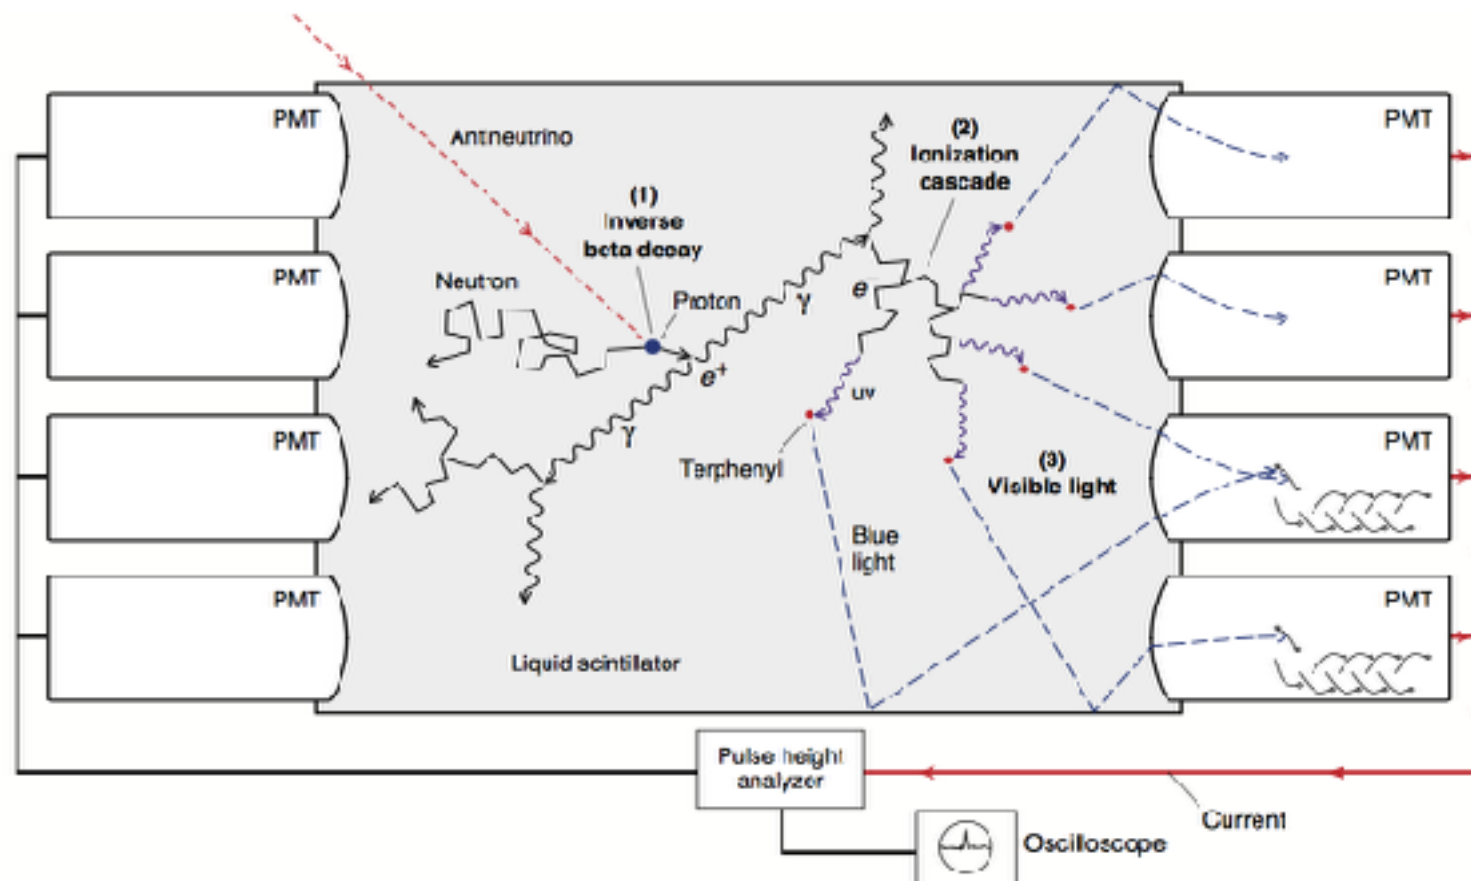 PMT
PMT
PMT
PMT
Antineutrino
(1)
Inverse
beta decay
Neutron
Proton
(2)
Ionization
cascade
γ
e⁻
e⁺
γ
uv
Terphenyl
(3)
Visible light
Blue
light
Liquid scintillator
PMT
PMT
PMT
PMT
Pulse height
analyzer
Current
Oscilloscope